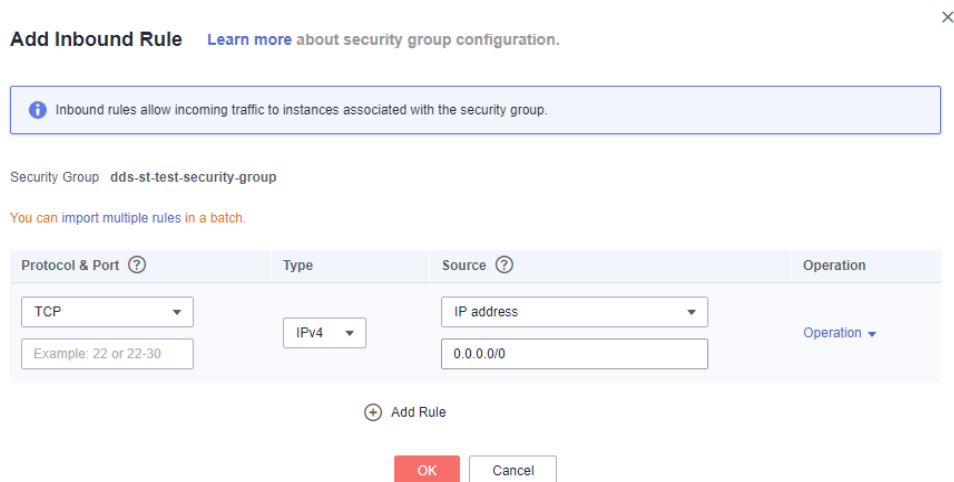 Add Inbound Rule Learn more about security group configuration.
Inbound rules allow incoming traffic to instances associated with the security group.
Security Group dds-st-test-security-group
You can import multiple rules in a batch.
Protocol & Port Type Source Operation
TCP IPv4 IP address Operation
Example: 22 or 22-30 0.0.0.0/0
Add Rule
OK Cancel